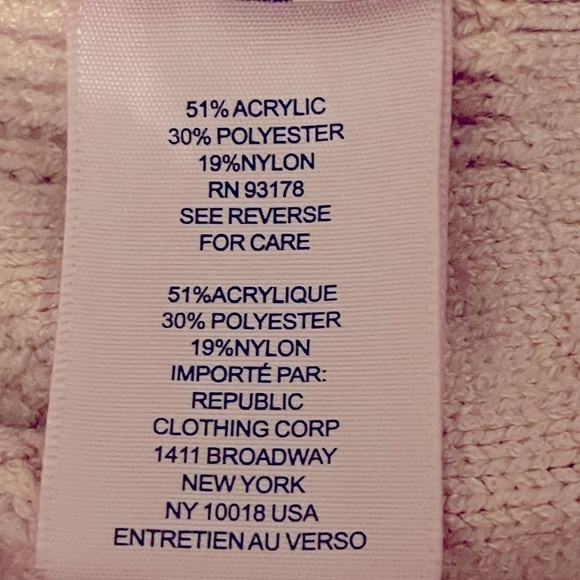 51% ACRYLIC
30% POLYESTER
19%NYLON
RN 93178
SEE REVERSE
FOR CARE
51%ACRYLIQUE
30% POLYESTER
19%NYLON
IMPORTÉ PAR:
REPUBLIC
CLOTHING CORP
1411 BROADWAY
NEW YORK
NY 10018 USA
ENTRETIEN AU VERSO